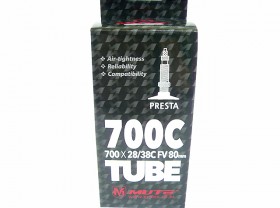 • Air-tightness
• Reliability
• Compatibility
PRESTA
700C
700 X 28/38C FV 80mm
TUBE